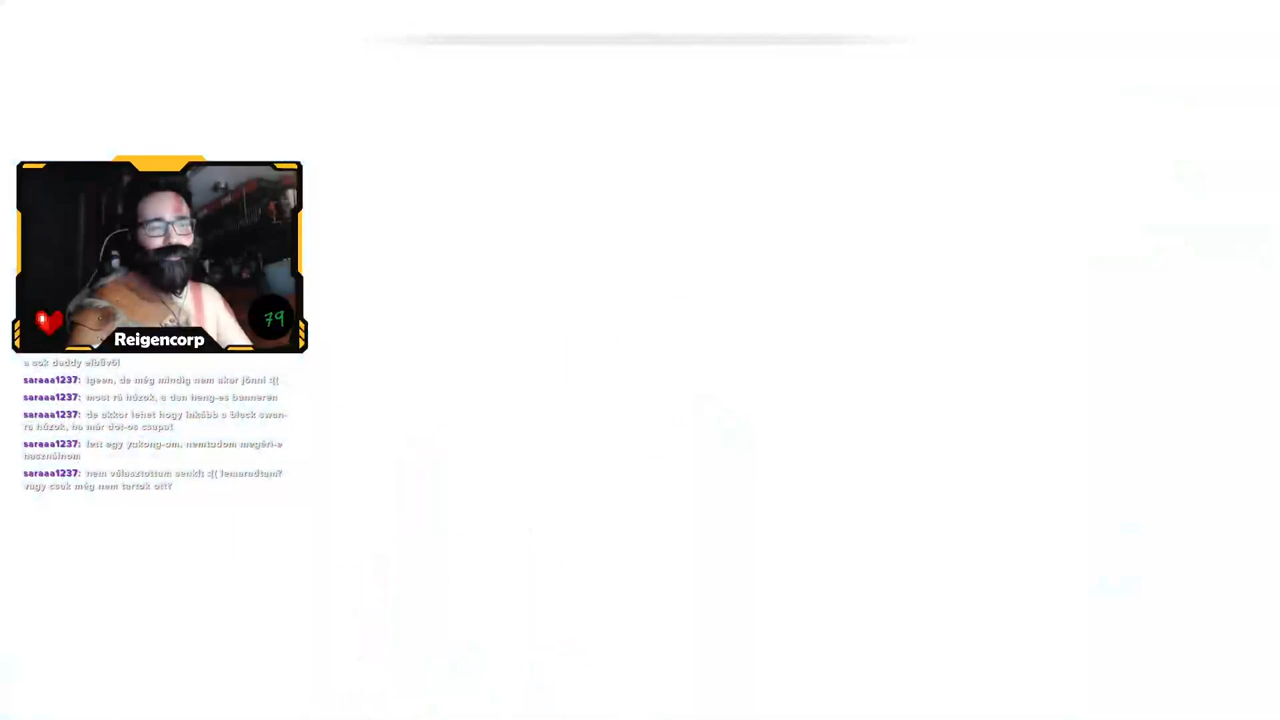 79
Reigencorp
a sok daddy elbűvöl
saraaa1237: igeen, de még mindig nem akar jönni :((
saraaa1237: most rá húzok, a dan heng-es banneren
saraaa1237: de akkor lehet hogy inkább a black swan-
ra húzok, ha már dot-os csapat
saraaa1237: lett egy yukong-om, nemtudom megéri-e
használnom
saraaa1237: nem választottam senkit :(( lemaradtam?
vagy csak még nem tartok ott?